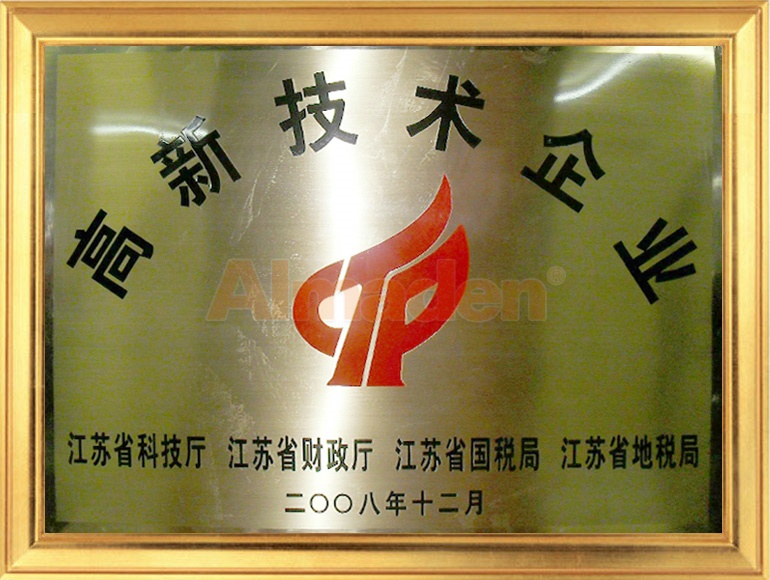 高新技术企业
Almaden®
江苏省科技厅 江苏省财政厅 江苏省国税局 江苏省地税局
二〇〇八年十二月